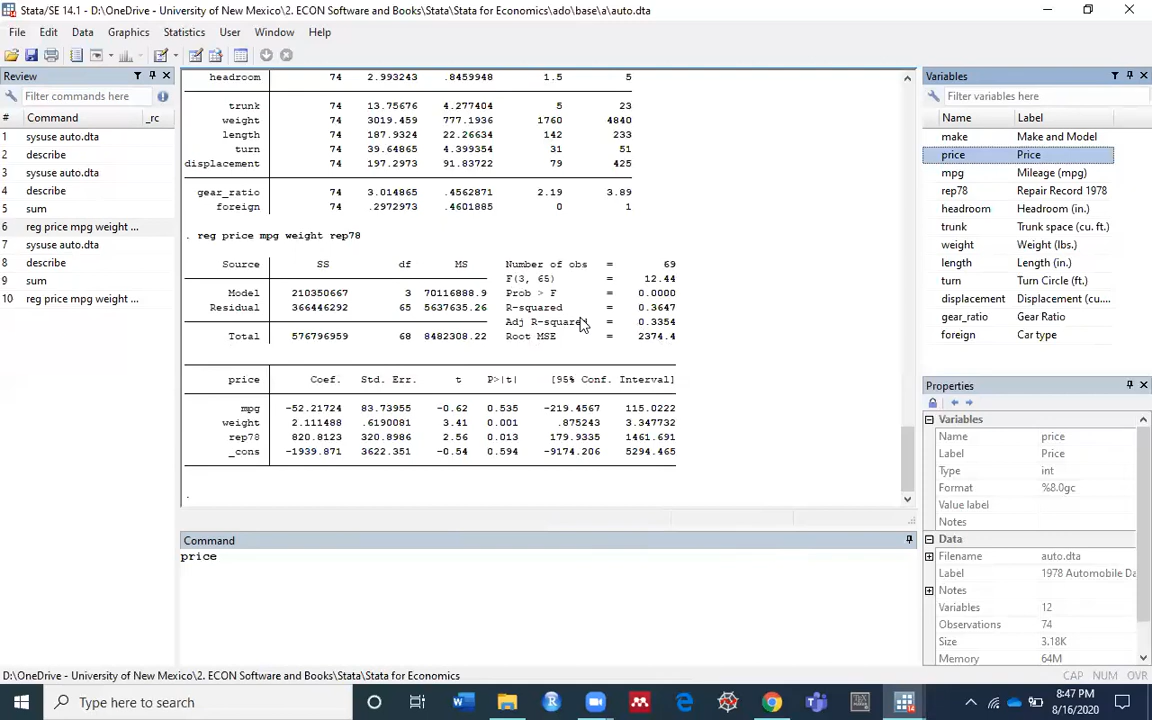 Stata/SE 14.1 - D:\OneDrive - University of New Mexico\2. ECON Software and Books\Stata\Stata for Economics\ado\base\a\auto.dta
File Edit Data Graphics Statistics User Window Help
Review
Filter commands here
# Command _rc
1 sysuse auto.dta
2 describe
3 sysuse auto.dta
4 describe
5 sum
6 reg price mpg weight ...
7 sysuse auto.dta
8 describe
9 sum
10 reg price mpg weight ...
headroom 74 2.993243 .8459948 1.5 5
trunk 74 13.75676 4.277404 5 23
weight 74 3019.459 777.1936 1760 4840
length 74 187.9324 22.26634 142 233
turn 74 39.64865 4.399354 31 51
displacement 74 197.2973 91.83722 79 425
gear_ratio 74 3.014865 .4562871 2.19 3.89
foreign 74 .2972973 .4601885 0 1
. reg price mpg weight rep78
Source SS df MS Number of obs = 69
F(3, 65) = 12.44
Model 210350667 3 70116888.9 Prob > F = 0.0000
Residual 366446292 65 5637635.26 R-squared = 0.3647
Adj R-squared = 0.3354
Total 576796959 68 8482308.22 Root MSE = 2374.4
price Coef. Std. Err. t P>|t| [95% Conf. Interval]
mpg -52.21724 83.73955 -0.62 0.535 -219.4567 115.0222
weight 2.111488 .6190081 3.41 0.001 .875243 3.347732
rep78 820.8123 320.8986 2.56 0.013 179.9335 1461.691
_cons -1939.871 3622.351 -0.54 0.594 -9174.206 5294.465
.
Command
price
Variables
Filter variables here
Name Label
make Make and Model
price Price
mpg Mileage (mpg)
rep78 Repair Record 1978
headroom Headroom (in.)
trunk Trunk space (cu. ft.)
weight Weight (lbs.)
length Length (in.)
turn Turn Circle (ft.)
displacement Displacement (cu....
gear_ratio Gear Ratio
foreign Car type
Properties
Variables
Name price
Label Price
Type int
Format %8.0gc
Value label
Notes
Data
Filename auto.dta
Label 1978 Automobile Da
Notes
Variables 12
Observations 74
Size 3.18K
Memory 64M
D:\OneDrive - University of New Mexico\2. ECON Software and Books\Stata\Stata for Economics
CAP NUM OVR
Type here to search
8:47 PM
8/16/2020